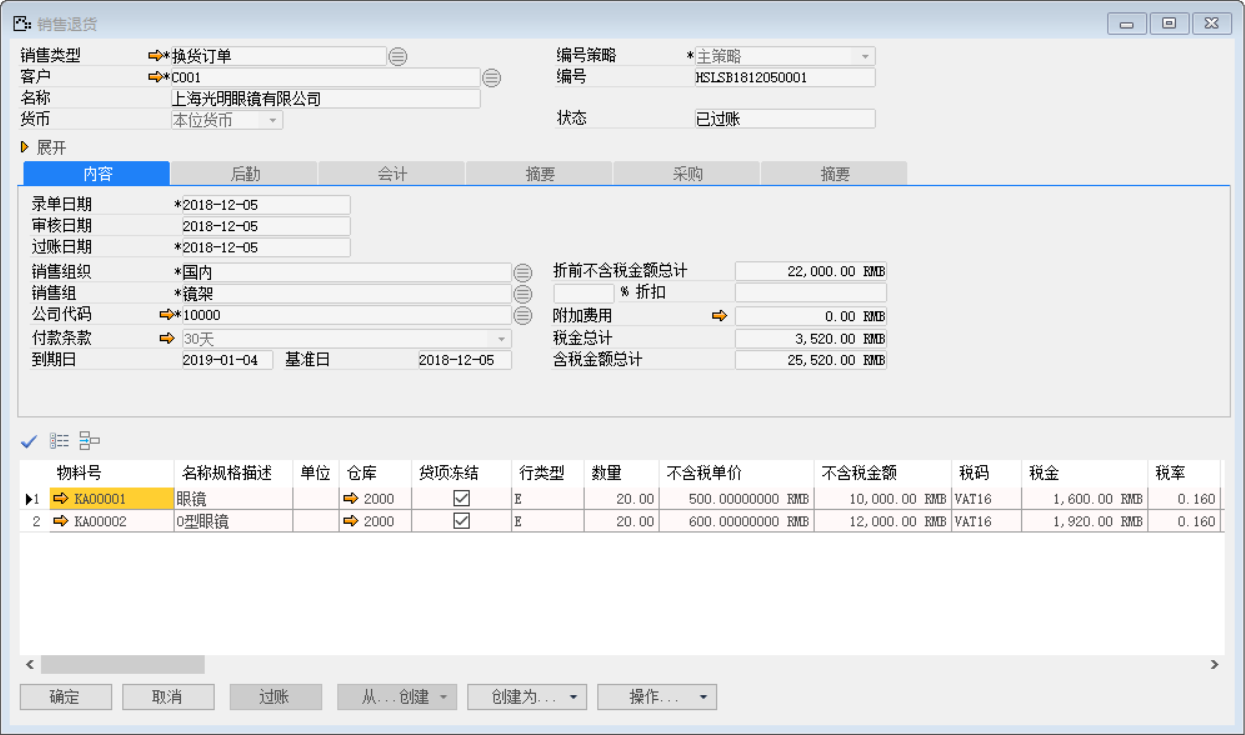 销售退货
销售类型 *换货订单 编号策略 *主策略
客户 *C001 编号 HSLSB1812050001
名称 上海光明眼镜有限公司
货币 本位货币 状态 已过账
展开
内容 后勤 会计 摘要 采购 摘要
录单日期 *2018-12-05
审核日期 2018-12-05
过账日期 *2018-12-05
销售组织 *国内 折前不含税金额总计 22,000.00 RMB
销售组 *镜架 % 折扣
公司代码 *10000 附加费用 0.00 RMB
付款条款 30天 税金总计 3,520.00 RMB
到期日 2019-01-04 基准日 2018-12-05 含税金额总计 25,520.00 RMB
物料号 名称规格描述 单位 仓库 贷项冻结 行类型 数量 不含税单价 不含税金额 税码 税金 税率
1 KA00001 眼镜 2000 E 20.00 500.00000000 RMB 10,000.00 RMB VAT16 1,600.00 RMB 0.160
2 KA00002 O型眼镜 2000 E 20.00 600.00000000 RMB 12,000.00 RMB VAT16 1,920.00 RMB 0.160
确定 取消 过账 从...创建 创建为... 操作...